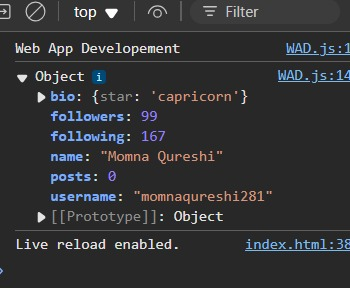 top Filter
Web App Developement WAD.js:1
Object i WAD.js:14
bio: {star: 'capricorn'}
followers: 99
following: 167
name: "Momna Qureshi"
posts: 0
username: "momnaqureshi281"
[[Prototype]]: Object
Live reload enabled. index.html:38